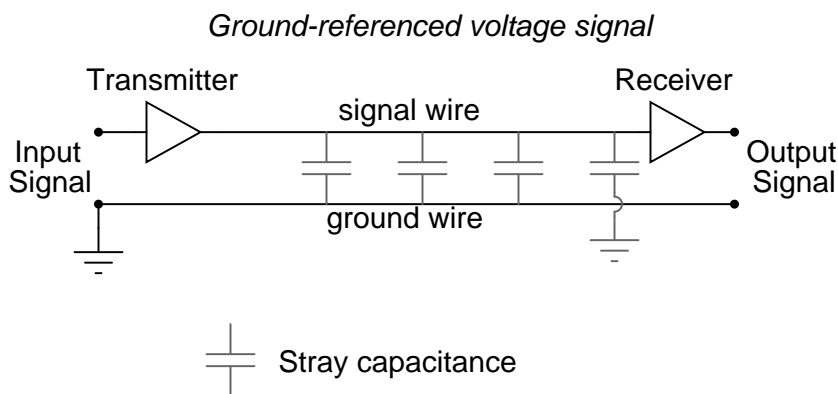 Ground-referenced voltage signal
Transmitter
Receiver
signal wire
Input
Signal
Output
Signal
ground wire
Stray capacitance